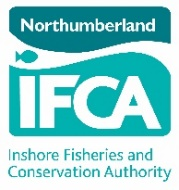 Northumberland
IFCA
Inshore Fisheries and
Conservation Authority